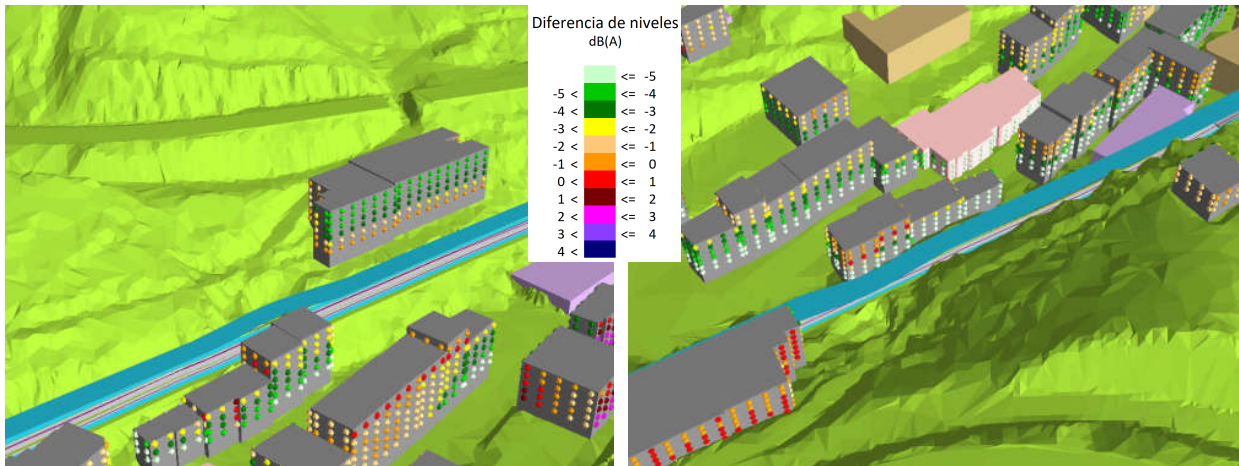 Diferencia de niveles
dB(A)
<= -5
-5 < <= -4
-4 < <= -3
-3 < <= -2
-2 < <= -1
-1 < <= 0
0 < <= 1
1 < <= 2
2 < <= 3
3 < <= 4
4 <